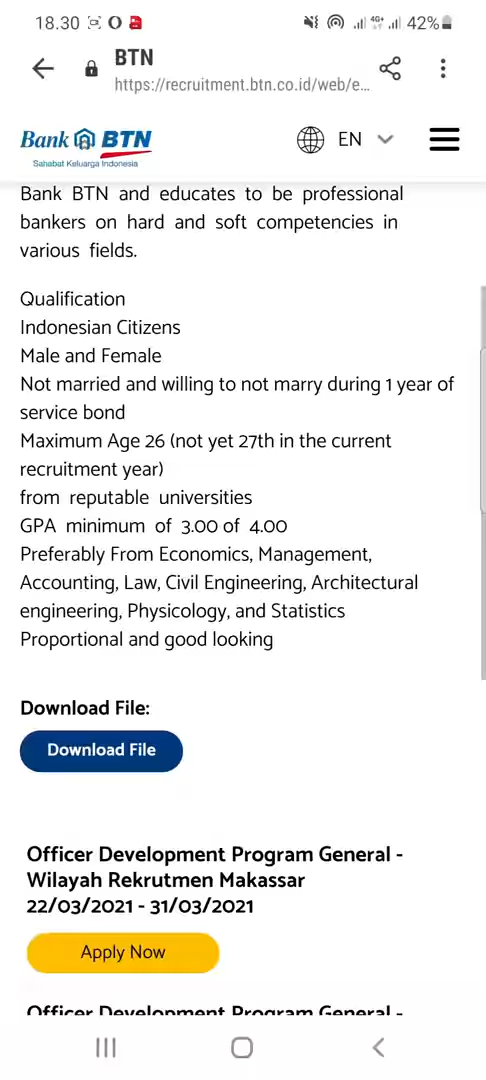 18.30
4G+
42%
BTN
https://recruitment.btn.co.id/web/e...
Bank BTN
Sahabat Keluarga Indonesia
EN
Bank BTN and educates to be professional
bankers on hard and soft competencies in
various fields.
Qualification
Indonesian Citizens
Male and Female
Not married and willing to not marry during 1 year of
service bond
Maximum Age 26 (not yet 27th in the current
recruitment year)
from reputable universities
GPA minimum of 3.00 of 4.00
Preferably From Economics, Management,
Accounting, Law, Civil Engineering, Architectural
engineering, Physicology, and Statistics
Proportional and good looking
Download File:
Download File
Officer Development Program General -
Wilayah Rekrutmen Makassar
22/03/2021 - 31/03/2021
Apply Now
Officer Development Program General -